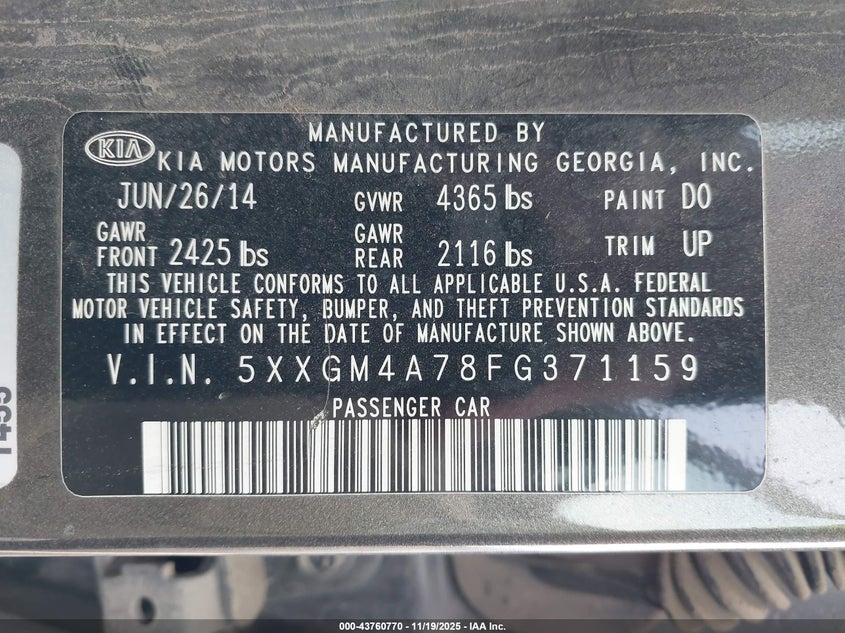 MANUFACTURED BY
KIA KIA MOTORS MANUFACTURING GEORGIA, INC.
JUN/26/14 GVWR 4365 lbs PAINT D0
GAWR FRONT 2425 lbs GAWR REAR 2116 lbs TRIM UP
THIS VEHICLE CONFORMS TO ALL APPLICABLE U.S.A. FEDERAL
MOTOR VEHICLE SAFETY, BUMPER, AND THEFT PREVENTION STANDARDS
IN EFFECT ON THE DATE OF MANUFACTURE SHOWN ABOVE.
V.I.N. 5XXGM4A78FG371159
PASSENGER CAR
000-43760770 - 11/19/2025 - IAA Inc.